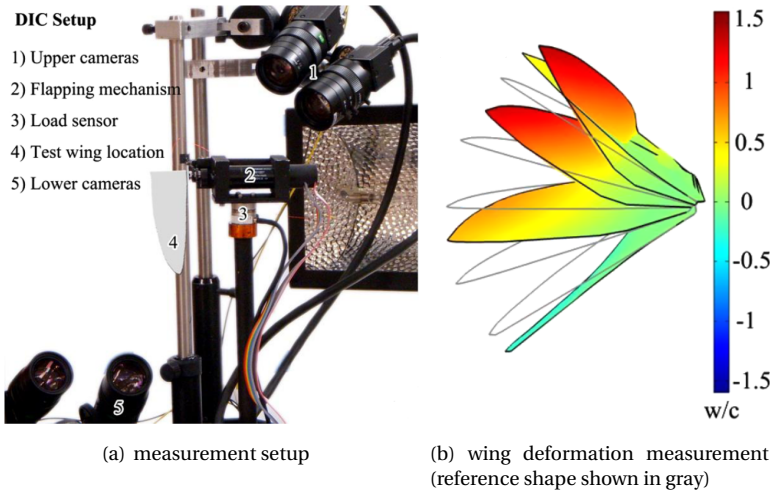 DIC Setup
1) Upper cameras
2) Flapping mechanism
3) Load sensor
4) Test wing location
5) Lower cameras
1
2
3
4
5
1.5
1
0.5
0
-0.5
-1
-1.5
w/c
(a) measurement setup
(b) wing deformation measurement
(reference shape shown in gray)